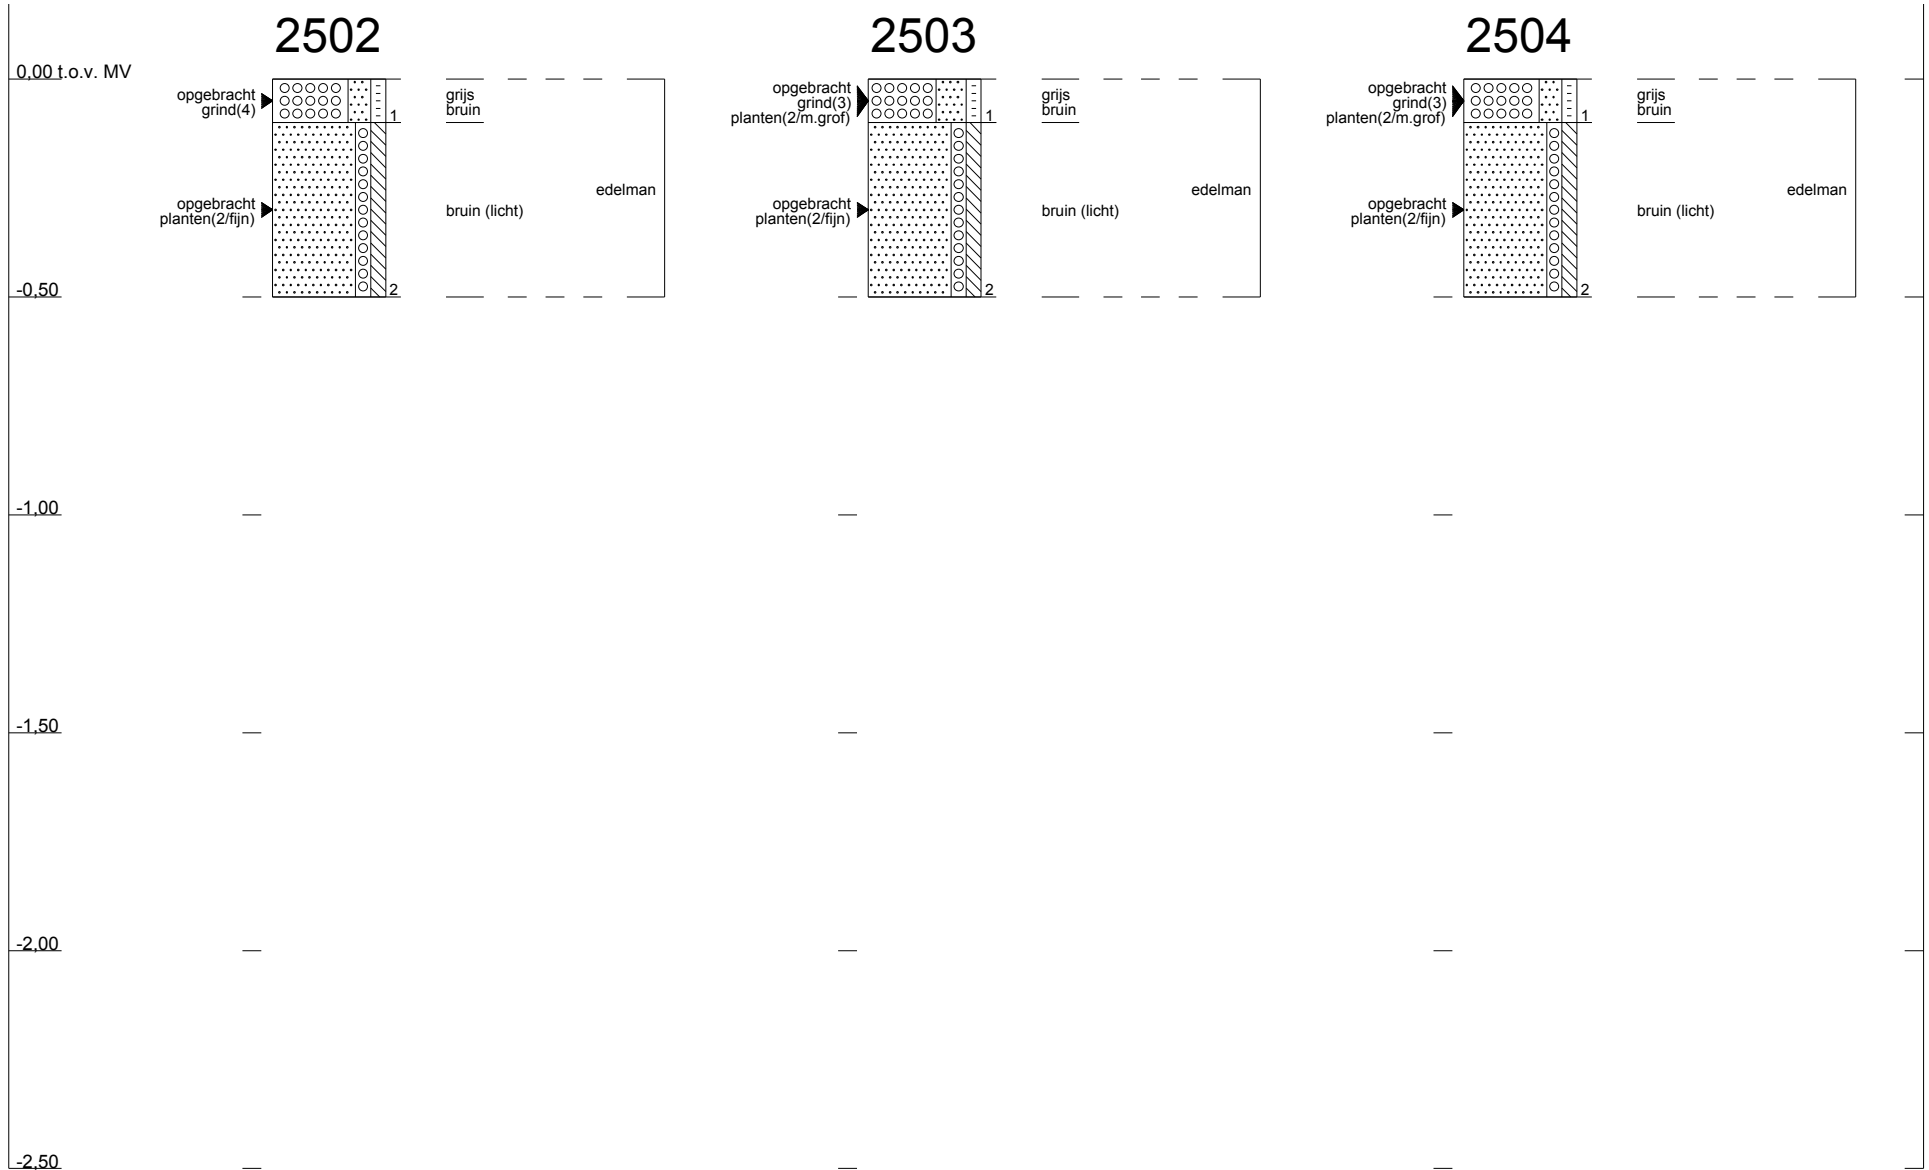 2502
2503
2504
0,00 t.o.v. MV
opgebracht
grind(4)
1
grijs
bruin
opgebracht
planten(2/fijn)
2
bruin (licht)
edelman
opgebracht
grind(3)
planten(2/m.grof)
1
grijs
bruin
opgebracht
planten(2/fijn)
2
bruin (licht)
edelman
opgebracht
grind(3)
planten(2/m.grof)
1
grijs
bruin
opgebracht
planten(2/fijn)
2
bruin (licht)
edelman
-0,50
-1,00
-1,50
-2,00
-2,50